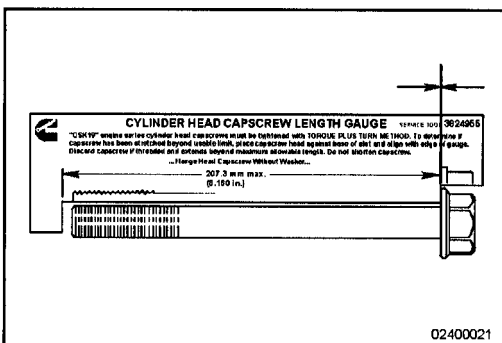 CYLINDER HEAD CAPSCREW LENGTH GAUGE SERVICE TOOL 3824955
"QSK19" engine series cylinder head capscrews must be tightened with TORQUE PLUS TURN METHOD. To determine if
capscrew has been stretched beyond usable limit, place capscrew head against base of slot and align with edge of gauge.
Discard capscrew if threaded end extends beyond maximum allowable length. Do not shorten capscrew.
...Flange Head Capscrew Without Washer...
207.3 mm max.
02400021